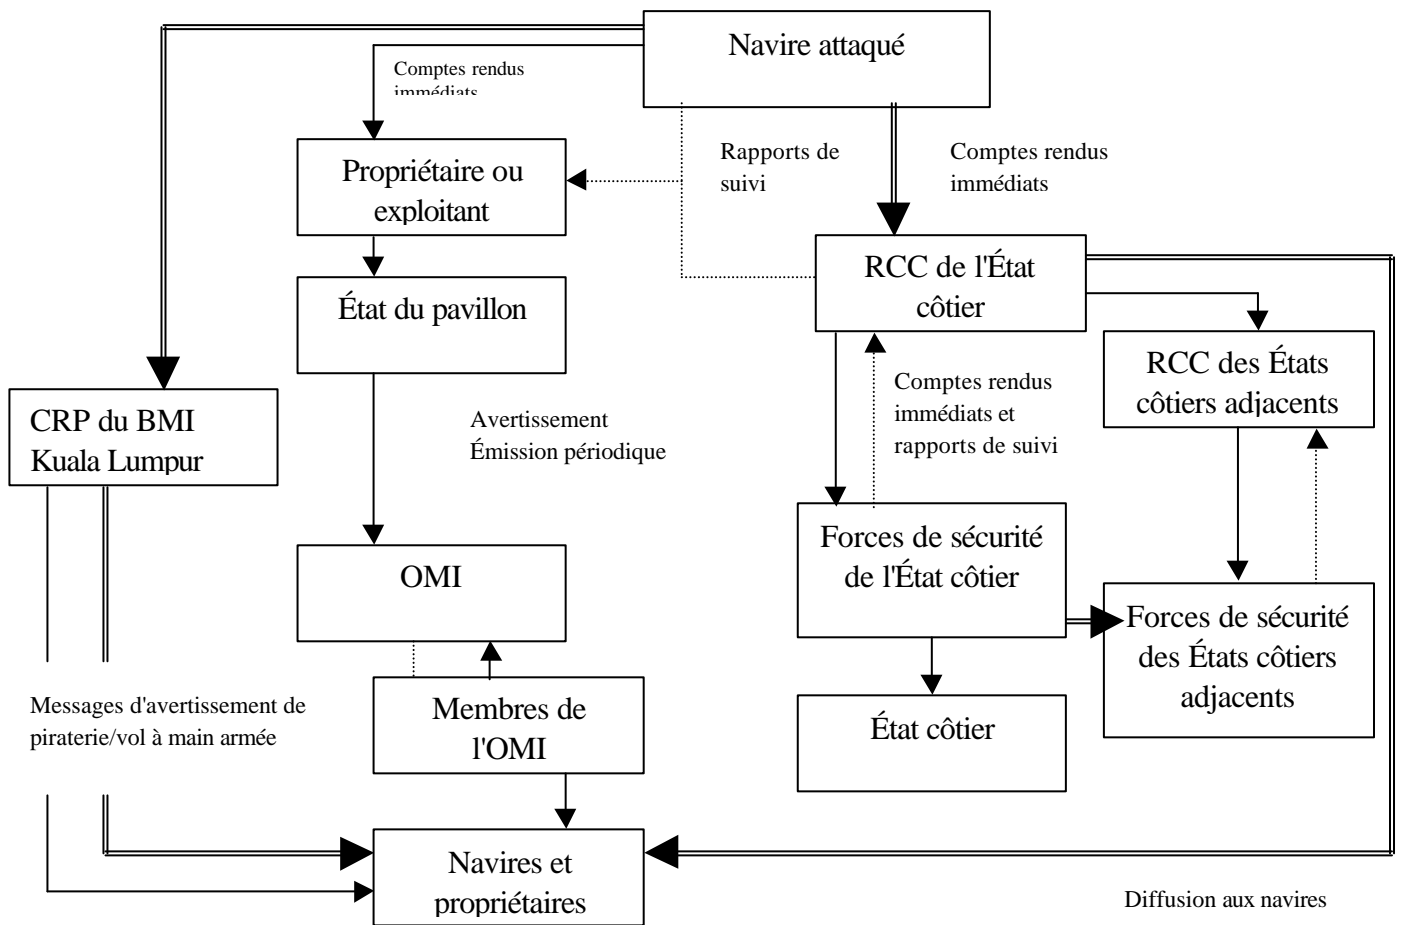 Navire attaqué
Comptes rendus
immédiats
Rapports de
suivi
Comptes rendus
immédiats
Propriétaire ou
exploitant
RCC de l'État
côtier
État du pavillon
RCC des États
côtiers adjacents
CRP du BMI
Kuala Lumpur
Avertissement
Émission périodique
Comptes rendus
immédiats et
rapports de suivi
Forces de sécurité
de l'État côtier
OMI
Forces de sécurité
des États côtiers
adjacents
Messages d'avertissement de
piraterie/vol à main armée
Membres de
l'OMI
État côtier
Navires et
propriétaires
Diffusion aux navires